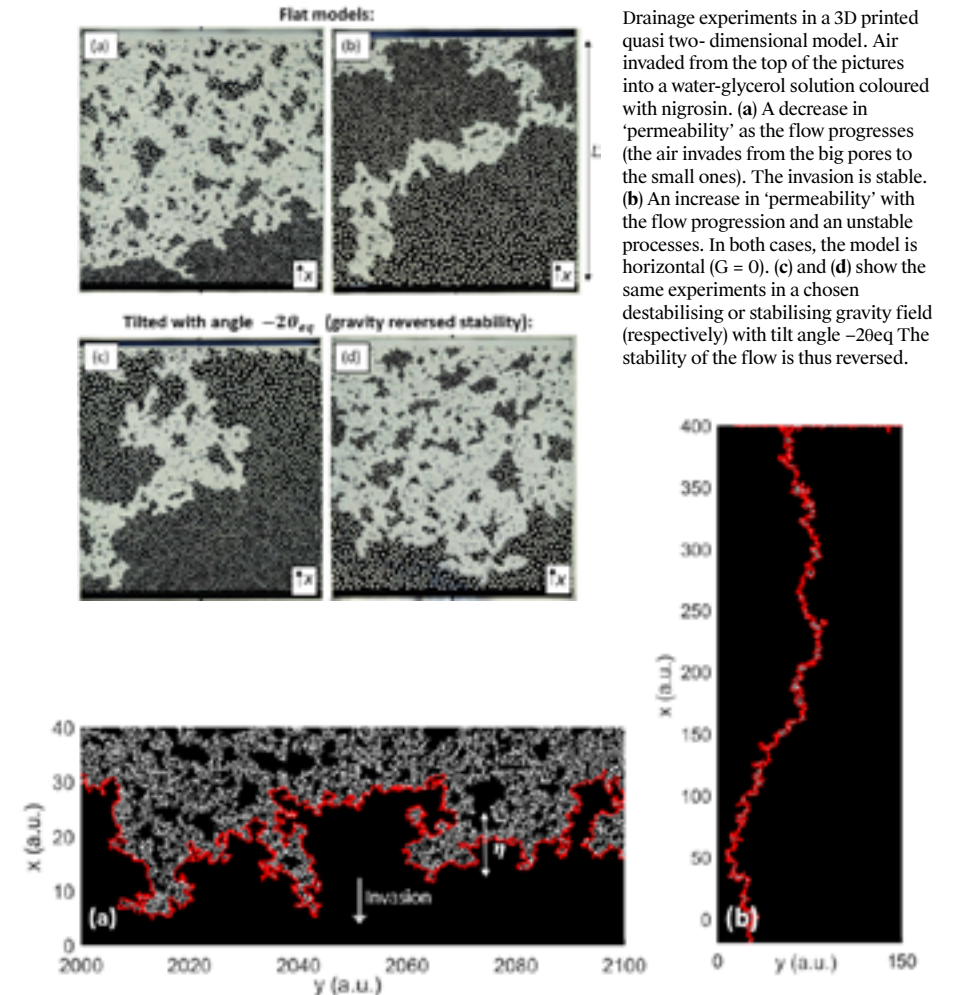 Flat models:
(a)
(b)
L
↑x
↑x
Drainage experiments in a 3D printed
quasi two- dimensional model. Air
invaded from the top of the pictures
into a water-glycerol solution coloured
with nigrosin. (a) A decrease in
‘permeability’ as the flow progresses
(the air invades from the big pores to
the small ones). The invasion is stable.
(b) An increase in ‘permeability’ with
the flow progression and an unstable
processes. In both cases, the model is
horizontal (G = 0). (c) and (d) show the
same experiments in a chosen
destabilising or stabilising gravity field
(respectively) with tilt angle –2θeq The
stability of the flow is thus reversed.
Tilted with angle −2θeq (gravity reversed stability):
(c)
(d)
↑x
↑x
40
30
20
10
0
x (a.u.)
η
Invasion
(a)
2000 2020 2040 2060 2080 2100
y (a.u.)
400
350
300
250
200
150
100
50
0
x (a.u.)
(b)
0 150
y (a.u.)